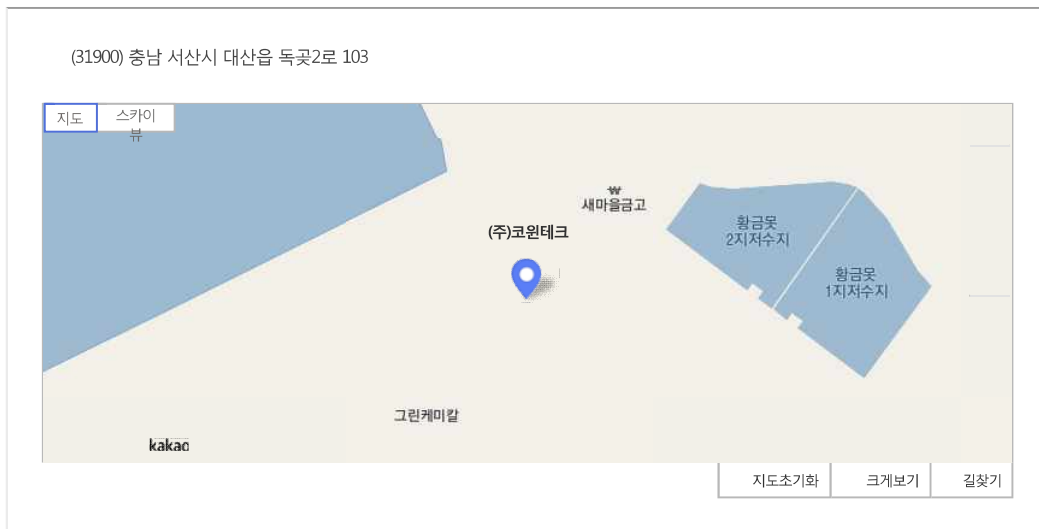 (31900) 충남 서산시 대산읍 독곶2로 103
지도
스카이
뷰
₩
새마을금고
(주)코윈테크
황금못
2지저수지
황금못
1지저수지
그린케미칼
kakao
지도초기화
크게보기
길찾기